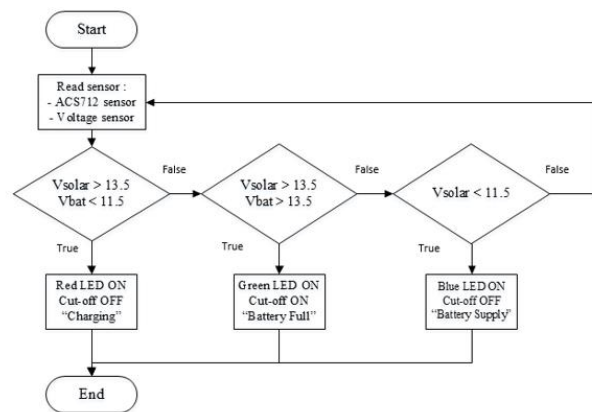 Start
Read sensor :
- ACS712 sensor
- Voltage sensor
False
False
False
Vsolar > 13.5
Vbat < 11.5
Vsolar > 13.5
Vbat > 13.5
Vsolar < 11.5
True
True
True
Red LED ON
Cut-off OFF
“Charging”
Green LED ON
Cut-off ON
“Battery Full”
Blue LED ON
Cut-off OFF
“Battery Supply”
End